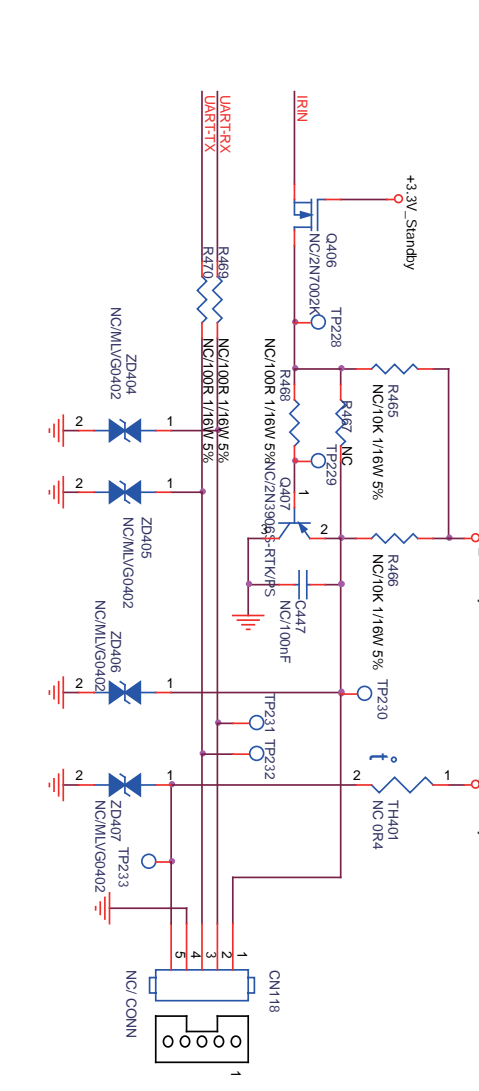 IRIN
UART-RX
UART-TX
+3.3V_Standby
Q406
NC/2N7002K
TP228
R469
R470
NC/100R 1/16W 5%
NC/100R 1/16W 5%
ZD404
NC/MLVG0402
2
1
ZD405
NC/MLVG0402
2
1
R468
NC/100R 1/16W 5%
R467
NC
R465
NC/10K 1/16W 5%
TP229
Q407
NC/2N3906S-RTK/PS
1
2
3
R466
NC/10K 1/16W 5%
C447
NC/100nF
ZD406
NC/MLVG0402
2
1
TP230
TP231
TP232
TH401
NC 0R4
t
2
1
ZD407
NC/MLVG0402
2
1
TP233
1
2
3
4
5
CN118
NC/ CONN
1